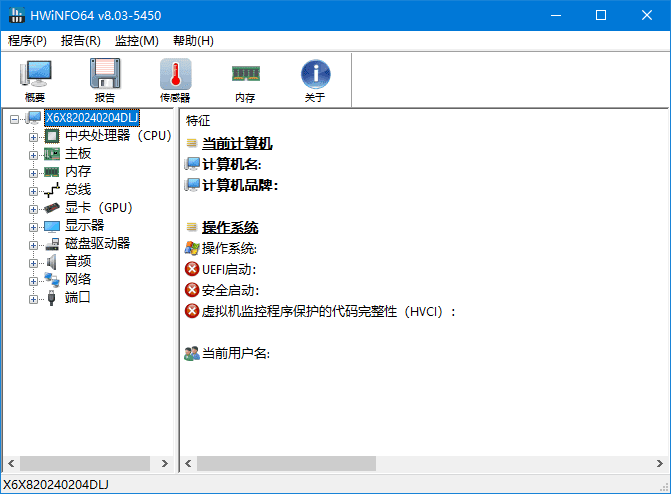 HWiNFO64 v8.03-5450
程序(P) 报告(R) 监控(M) 帮助(H)
概要 报告 传感器 内存 关于
X6X820240204DLJ
中央处理器（CPU）
主板
内存
总线
显卡（GPU）
显示器
磁盘驱动器
音频
网络
端口
特征
当前计算机
计算机名:
计算机品牌:
操作系统
操作系统:
UEFI启动:
安全启动:
虚拟机监控程序保护的代码完整性（HVCI）:
当前用户名:
X6X820240204DLJ